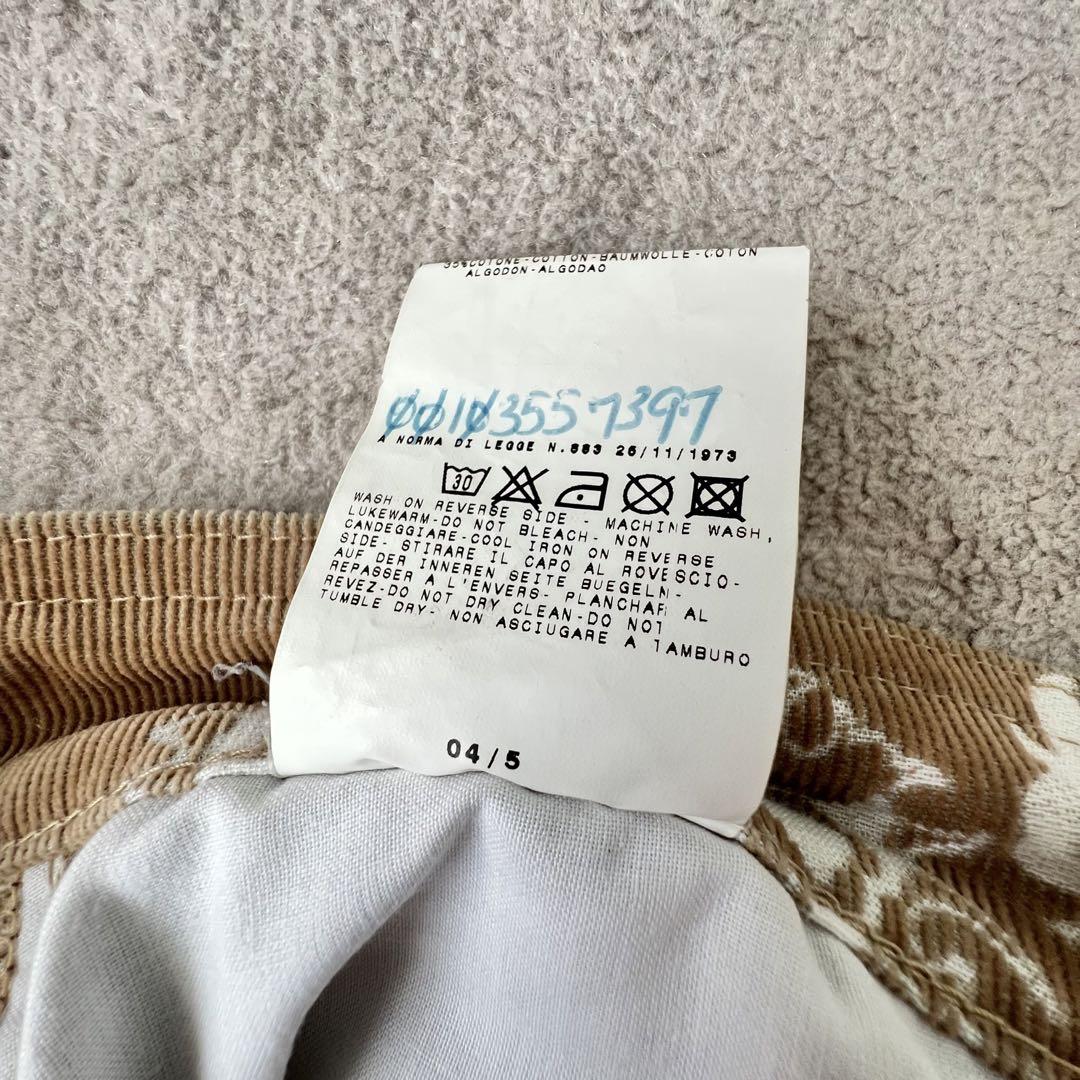 35%COTONE-COTTON-BAUMWOLLE-COTON
ALGODON-ALGODAO
00103557397
A NORMA DI LEGGE N.883 26/11/1973
30
WASH ON REVERSE SIDE - MACHINE WASH,
LUKEWARM-DO NOT BLEACH- NON
CANDEGGIARE-COOL IRON ON REVERSE
SIDE- STIRARE IL CAPO AL ROVESCIO-
AUF DER INNEREN SEITE BUEGELN-
REPASSER A L'ENVERS- PLANCHAR AL
REVEZ-DO NOT DRY CLEAN-DO NOT
TUMBLE DRY- NON ASCIUGARE A TAMBURO
04/5